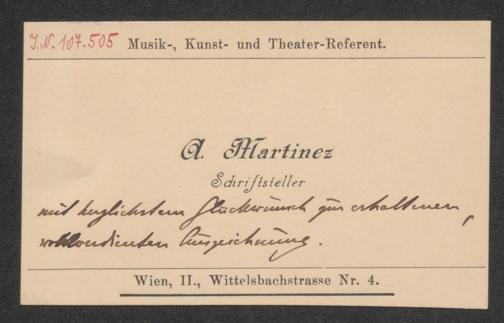 J.N. 107.505 Musik-, Kunst- und Theater-Referent.
A. Martinez
Schriftsteller
mit herzlichstem Glückwunsch zur erhaltenen,
wohlverdienten Auszeichnung.
Wien, II., Wittelsbachstrasse Nr. 4.